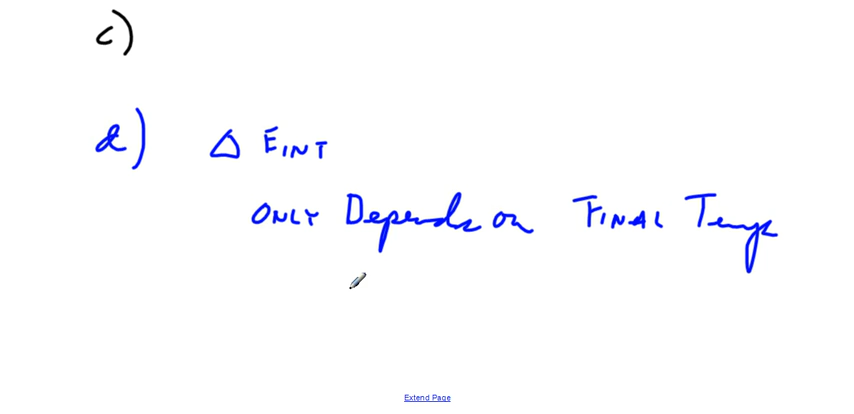 c)
d) Δ EINT
ONLY Depends on FINAL Temp
Extend Page